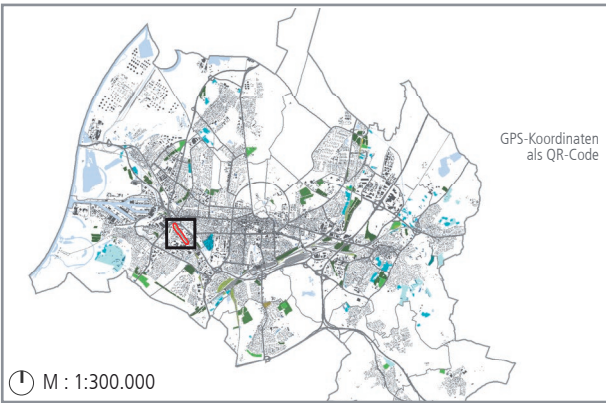 GPS-Koordinaten
als QR-Code
M : 1:300.000